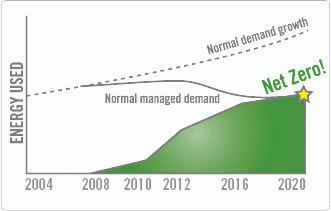 Normal demand growth
Net Zero!
Normal managed demand
ENERGY USED
2004 2008 2010 2012 2016 2020